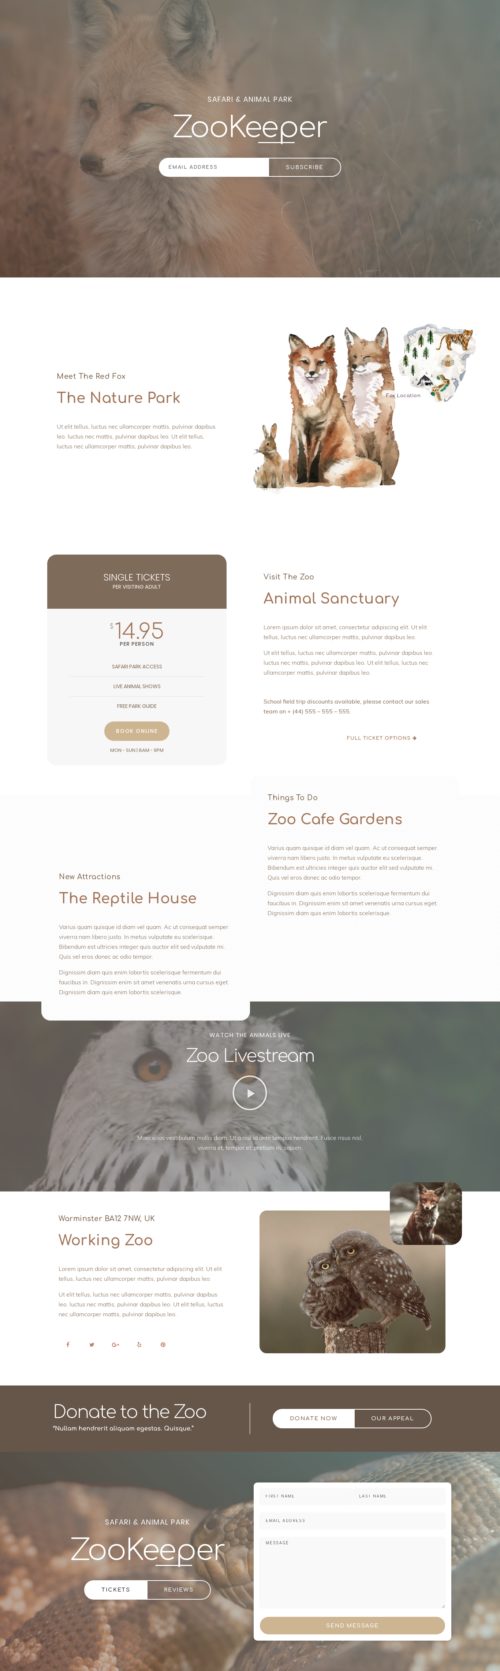 SAFARI & ANIMAL PARK
ZooKeeper
EMAIL ADDRESS
SUBSCRIBE
Meet The Red Fox
The Nature Park
Ut elit tellus, luctus nec ullamcorper mattis, pulvinar dapibus
leo. luctus nec mattis, pulvinar dapibus leo. Ut elit tellus,
luctus nec ullamcorper mattis, pulvinar dapibus leo.
Fox Location
SINGLE TICKETS
PER VISITING ADULT
$14.95
PER PERSON
SAFARI PARK ACCESS
LIVE ANIMAL SHOWS
FREE PARK GUIDE
BOOK ONLINE
MON - SUN | 8AM - 9PM
Visit The Zoo
Animal Sanctuary
Lorem ipsum dolor sit amet, consectetur adipiscing elit. Ut elit
tellus, luctus nec ullamcorper mattis, pulvinar dapibus leo.
Ut elit tellus, luctus nec ullamcorper mattis, pulvinar dapibus leo
luctus nec mattis, pulvinar dapibus leo. Ut elit tellus, luctus nec
ullamcorper mattis, pulvinar dapibus leo.
School field trip discounts available, please contact our sales
team on + (44) 555 – 555 – 555.
FULL TICKET OPTIONS
Things To Do
Zoo Cafe Gardens
Varius quam quisque id diam vel quam. Ac ut consequat semper
viverra nam libero justo. In metus vulputate eu scelerisque.
Bibendum est ultricies integer quis auctor elit sed vulputate mi.
Quis vel eros donec ac odio tempor.
Dignissim diam quis enim lobortis scelerisque fermentum dui
faucibus in. Dignissim enim sit amet venenatis urna cursus eget.
Dignissim diam quis enim lobortis scelerisque.
New Attractions
The Reptile House
Varius quam quisque id diam vel quam. Ac ut consequat semper
viverra nam libero justo. In metus vulputate eu scelerisque.
Bibendum est ultricies integer quis auctor elit sed vulputate mi.
Quis vel eros donec ac odio tempor.
Dignissim diam quis enim lobortis scelerisque fermentum dui
faucibus in. Dignissim enim sit amet venenatis urna cursus eget.
Dignissim diam quis enim lobortis scelerisque.
WATCH THE ANIMALS LIVE
Zoo Livestream
Maecenas vestibulum mollis diam. Ut a nisl id ante tempus hendrerit. Fusce risus nisl,
viverra et, tempor et, pretium in, sapien.
Warminster BA12 7NW, UK
Working Zoo
Lorem ipsum dolor sit amet, consectetur adipiscing elit. Ut elit
tellus, luctus nec ullamcorper mattis, pulvinar dapibus leo.
Ut elit tellus, luctus nec ullamcorper mattis, pulvinar dapibus
leo. luctus nec mattis, pulvinar dapibus leo. Ut elit tellus, luctus nec
ullamcorper mattis, pulvinar dapibus leo.
Donate to the Zoo
"Nullam hendrerit aliquam egestas. Quisque."
DONATE NOW
OUR APPEAL
SAFARI & ANIMAL PARK
ZooKeeper
TICKETS
REVIEWS
FIRST NAME
LAST NAME
EMAIL ADDRESS
MESSAGE
SEND MESSAGE